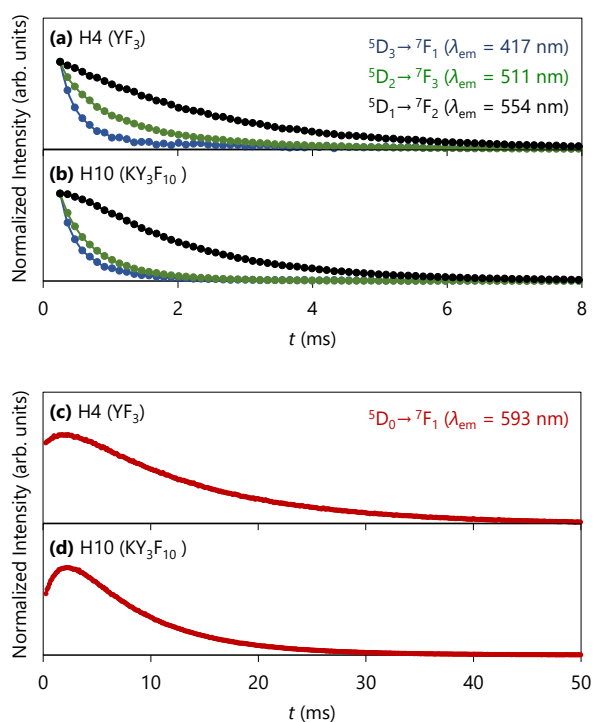 (a) H4 (YF₃)
⁵D₃→ ⁷F₁ (λem = 417 nm)
⁵D₂→ ⁷F₃ (λem = 511 nm)
⁵D₁→ ⁷F₂ (λem = 554 nm)
(b) H10 (KY₃F₁₀ )
Normalized Intensity (arb. units)
0 2 4 6 8
t (ms)
(c) H4 (YF₃)
⁵D₀→ ⁷F₁ (λem = 593 nm)
(d) H10 (KY₃F₁₀ )
Normalized Intensity (arb. units)
0 10 20 30 40 50
t (ms)